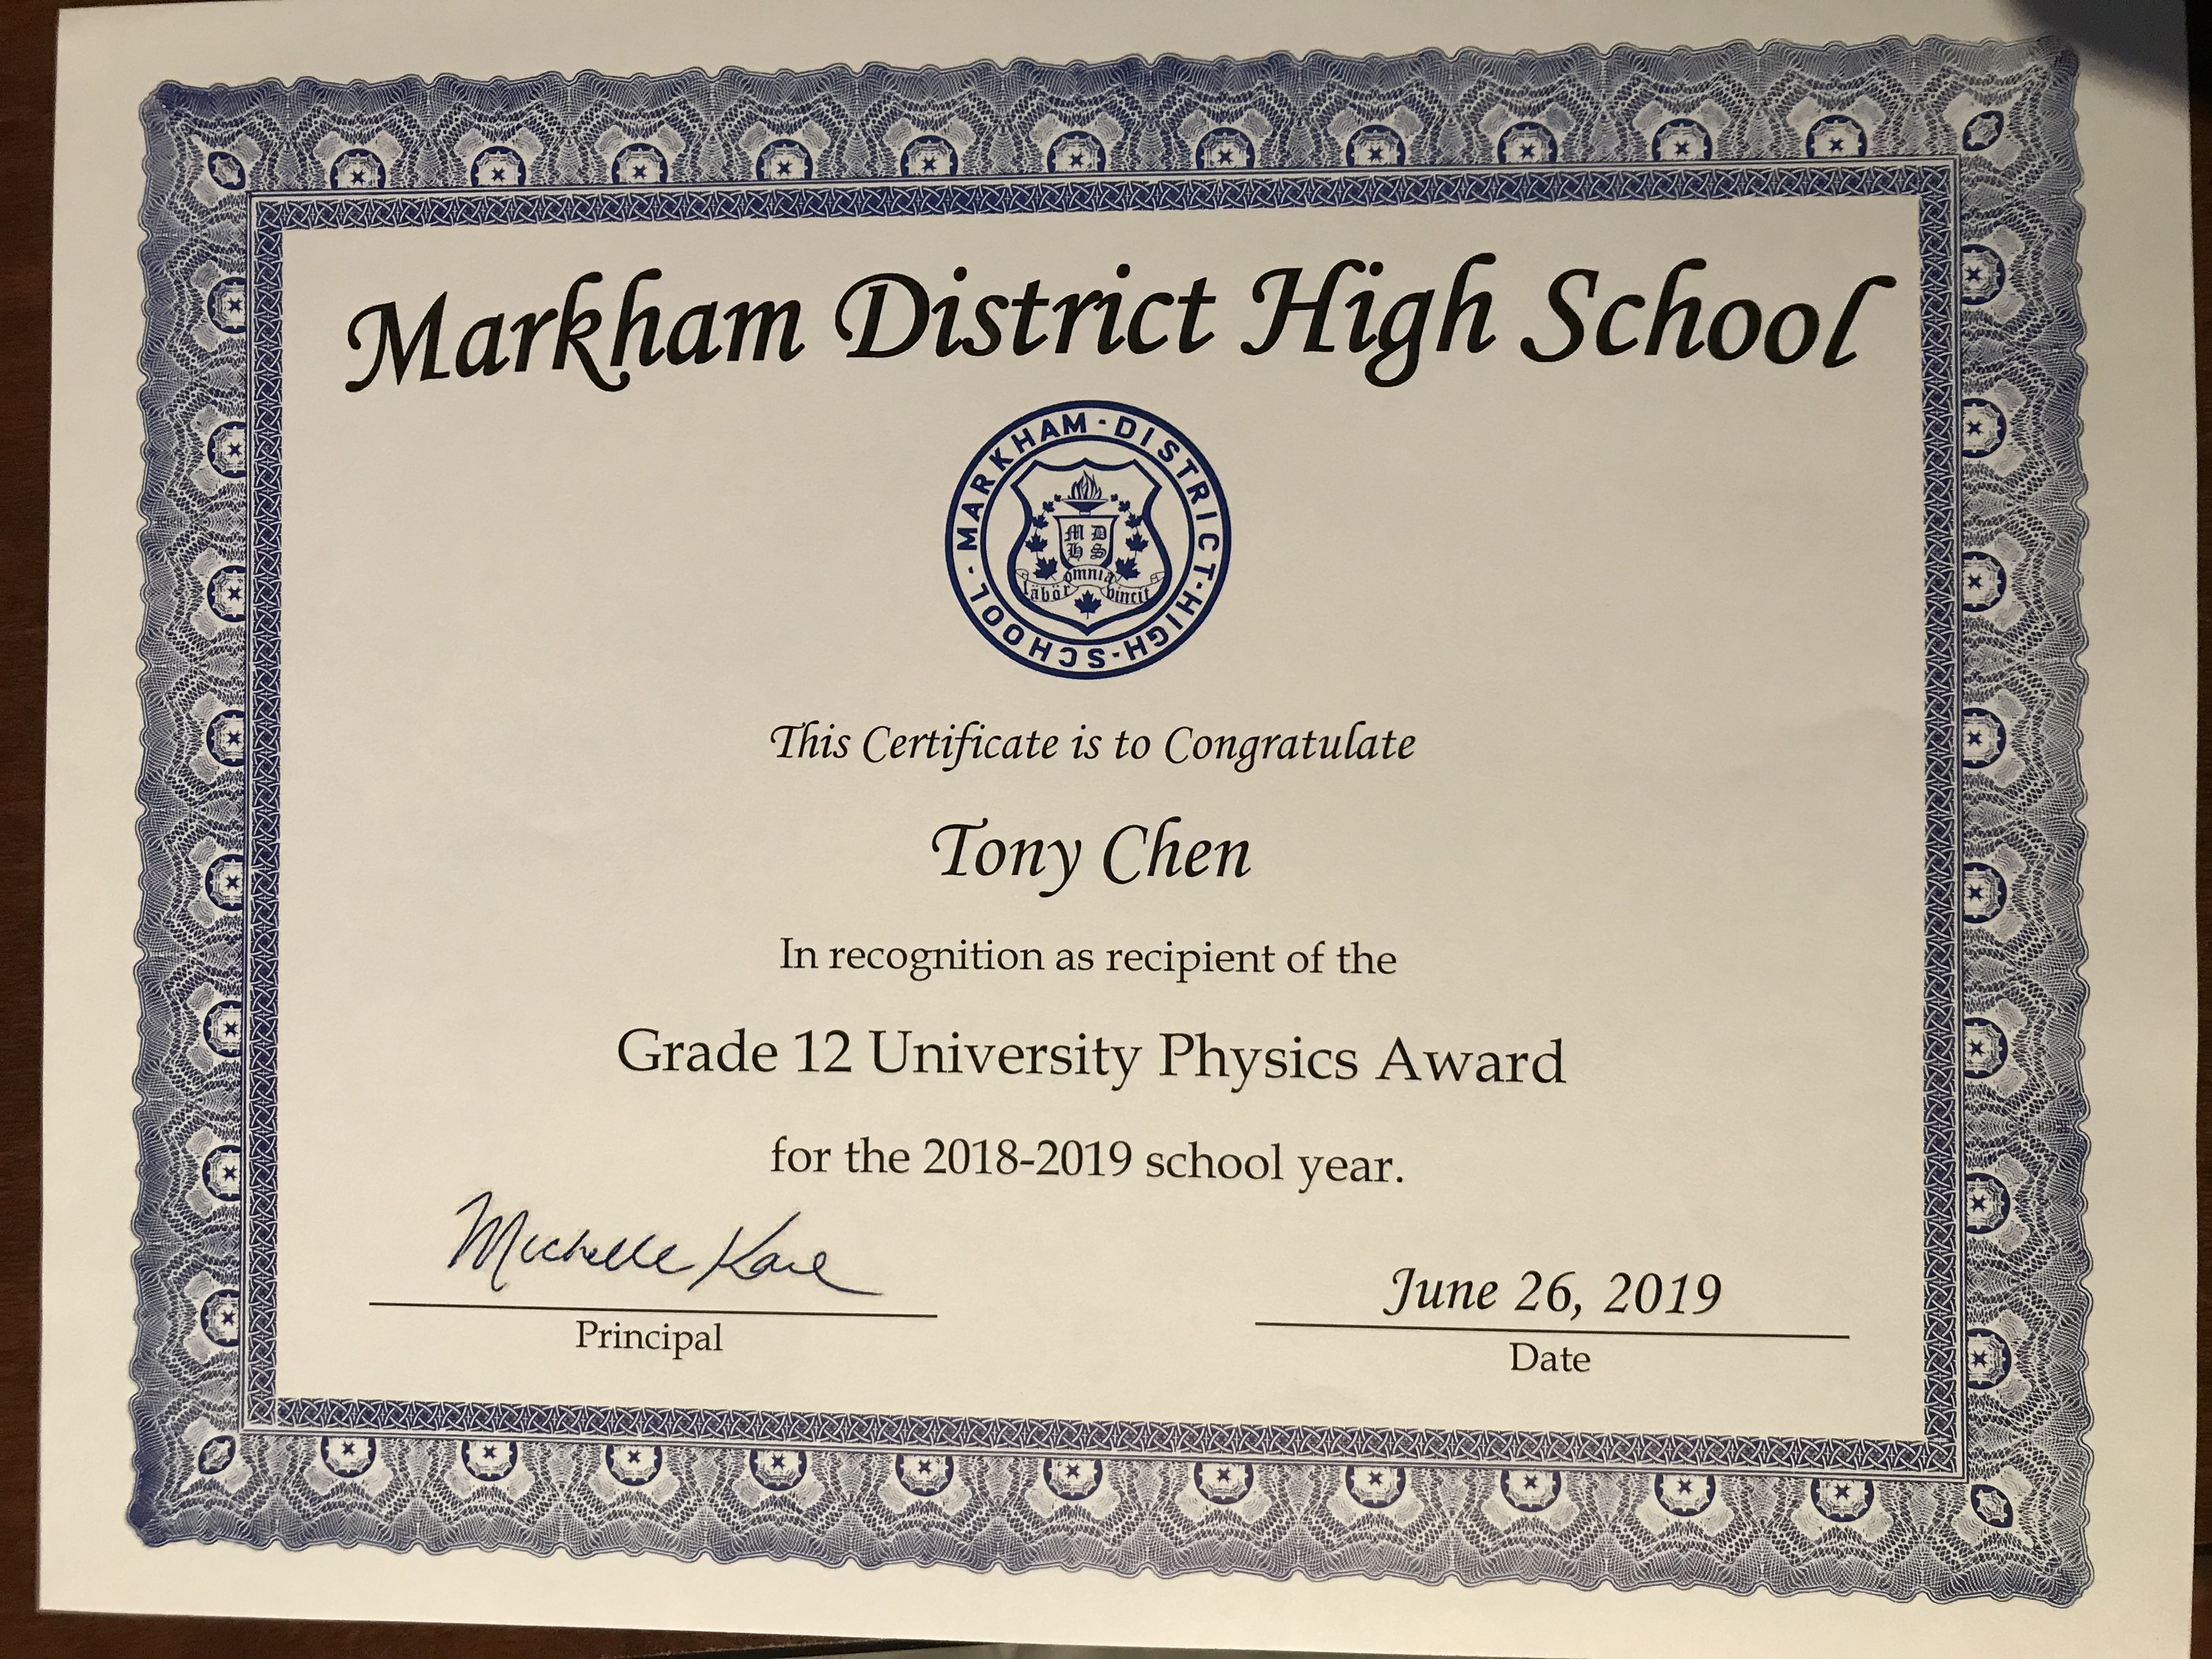 Markham District High School
MARKHAM · DISTRICT · HIGH · SCHOOL ·
M D
H S
omnia
labor vincit
This Certificate is to Congratulate
Tony Chen
In recognition as recipient of the
Grade 12 University Physics Award
for the 2018-2019 school year.
Michelle Kane
June 26, 2019
Principal
Date